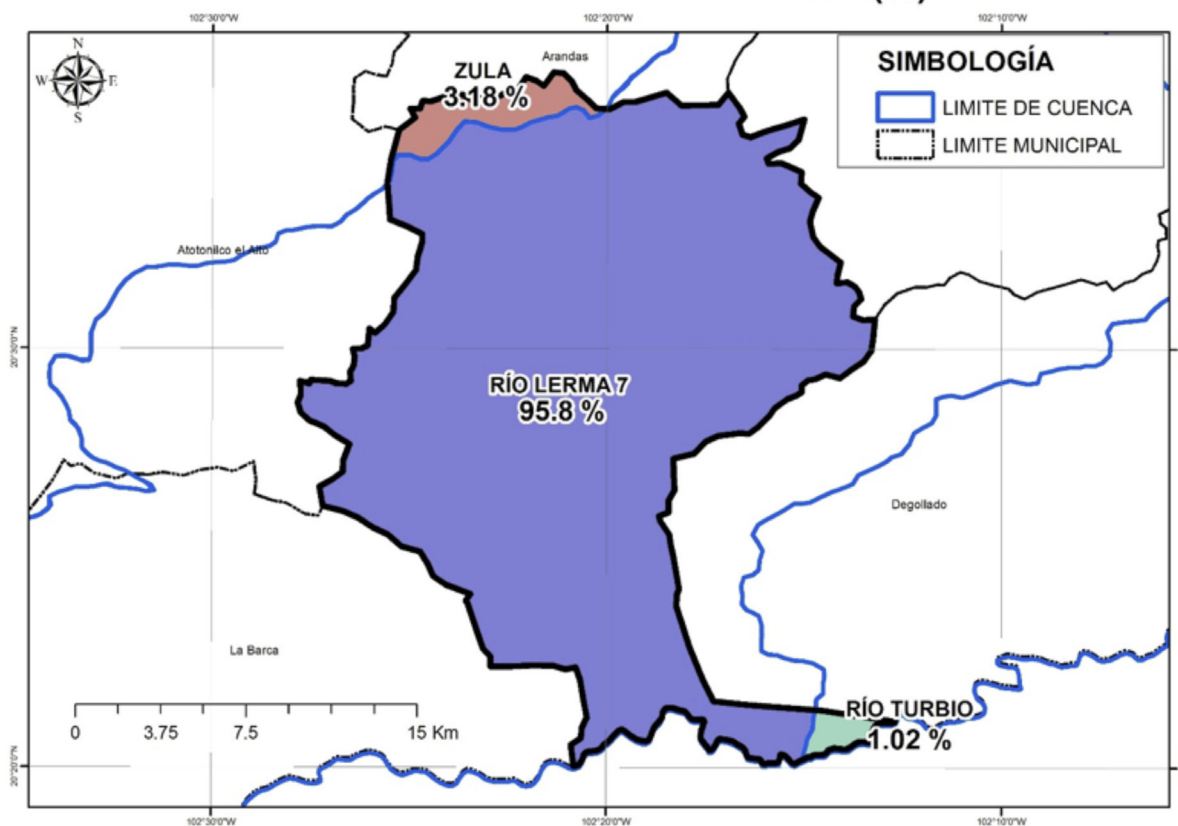 102°30'0"W 102°20'0"W 102°10'0"W
N
W E
S
Arandas
ZULA
3.18 %
SIMBOLOGÍA
LIMITE DE CUENCA
LIMITE MUNICIPAL
Atotonilco el Alto
20°30'0"N
RÍO LERMA 7
95.8 %
Degollado
La Barca
RÍO TURBIO
1.02 %
0 3.75 7.5 15 Km
20°20'0"N
102°30'0"W 102°20'0"W 102°10'0"W